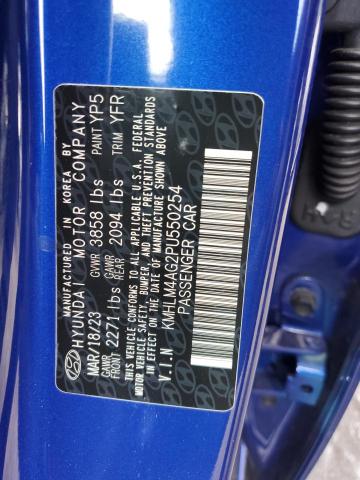 MANUFACTURED IN KOREA BY
HYUNDAI MOTOR COMPANY
MAR/18/23 GVWR 3858 lbs PAINT YP5
GAWR FRONT 2271 lbs GAWR REAR 2094 lbs TRIM YFR
THIS VEHICLE CONFORMS TO ALL APPLICABLE U.S.A. FEDERAL
MOTOR VEHICLE SAFETY, BUMPER, AND THEFT PREVENTION STANDARDS
IN EFFECT ON THE DATE OF MANUFACTURE SHOWN ABOVE.
V.I.N KMHLM4AG2PU550254
PASSENGER CAR